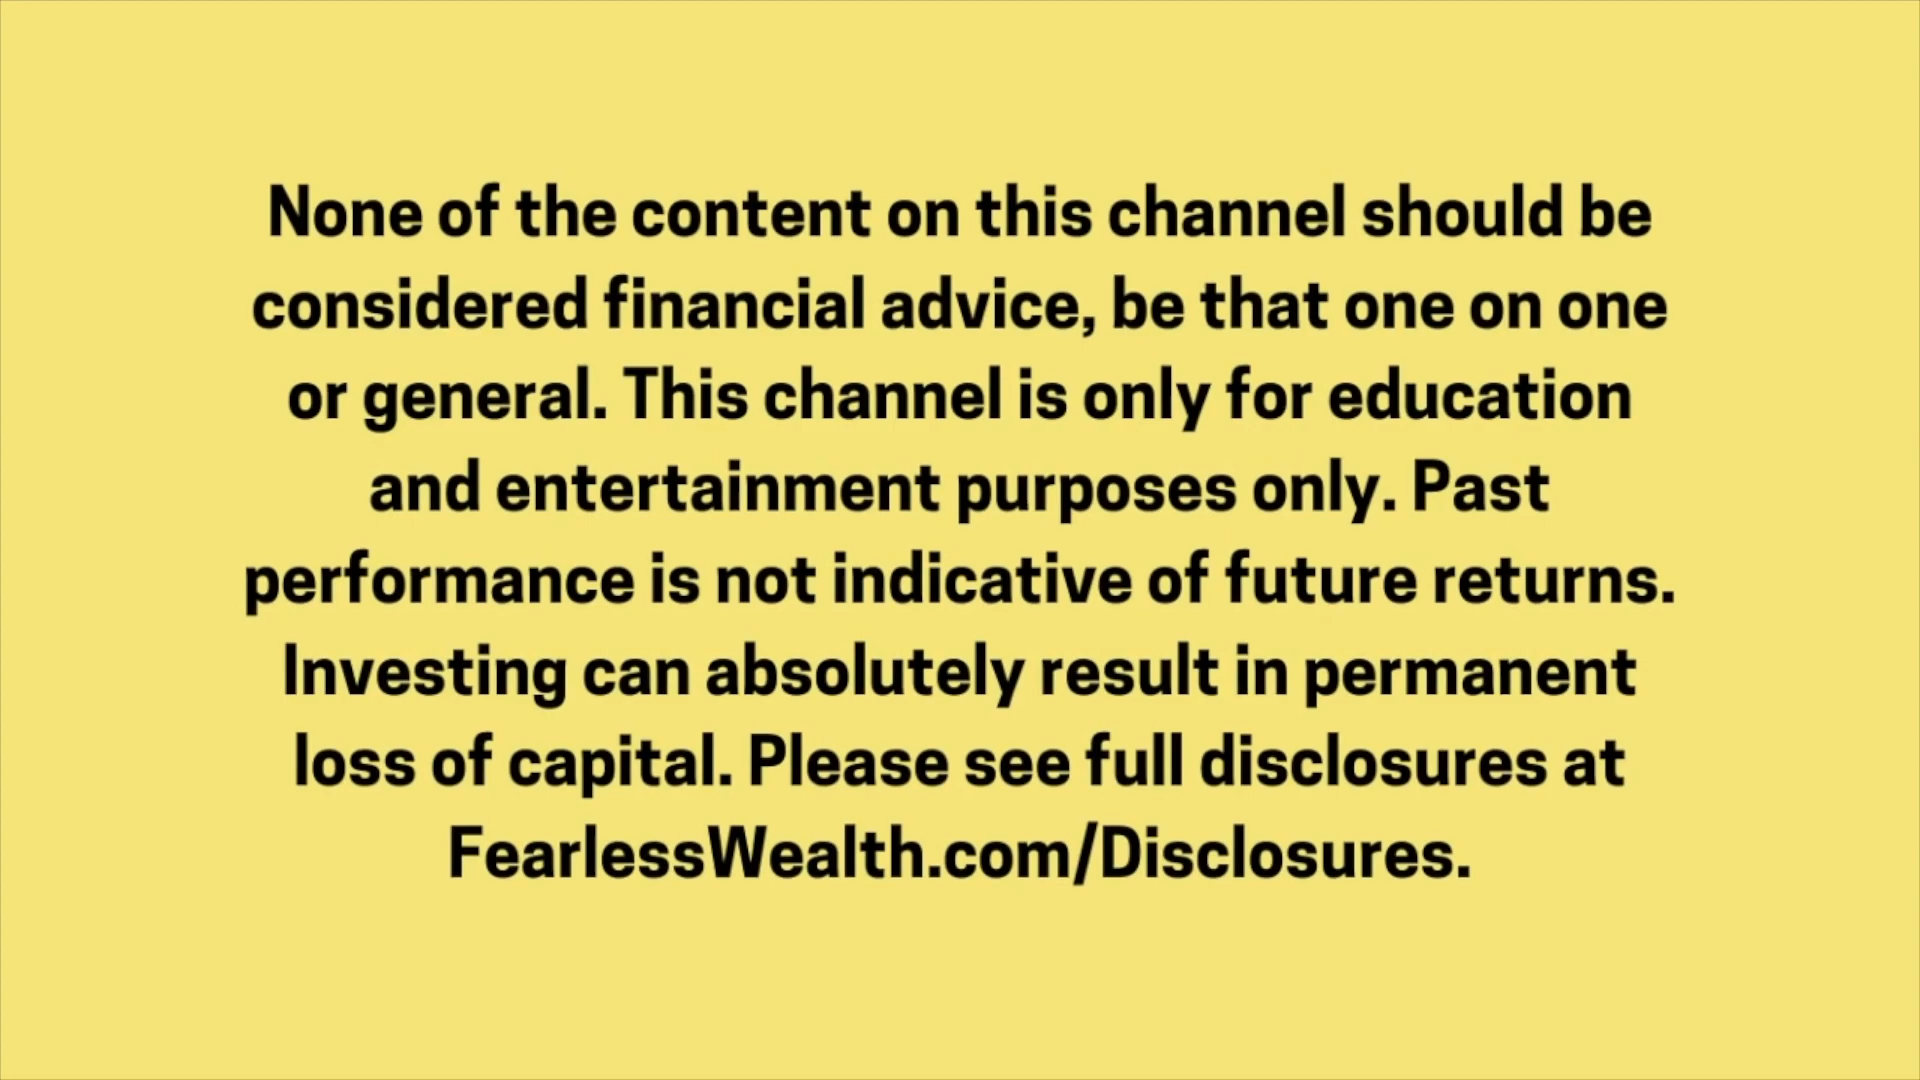 None of the content on this channel should be
considered financial advice, be that one on one
or general. This channel is only for education
and entertainment purposes only. Past
performance is not indicative of future returns.
Investing can absolutely result in permanent
loss of capital. Please see full disclosures at
FearlessWealth.com/Disclosures.